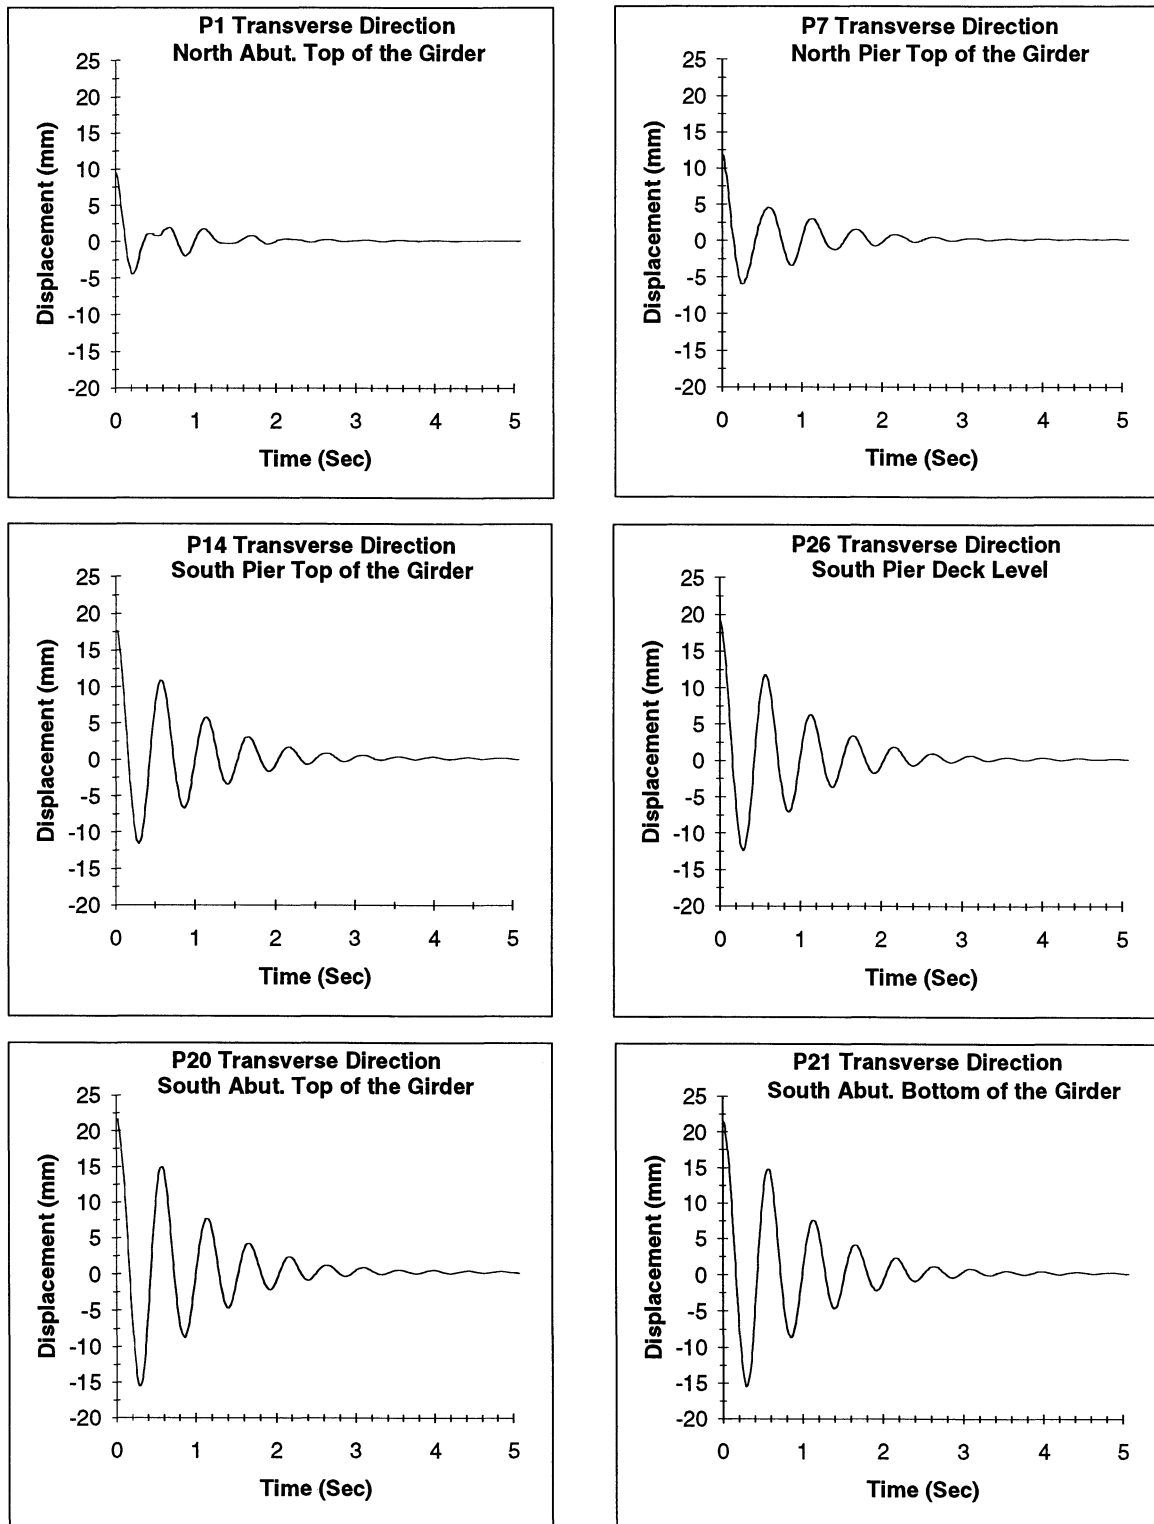 P1 Transverse Direction
North Abut. Top of the Girder
25
20
15
10
5
0
-5
-10
-15
-20
Displacement (mm)
0 1 2 3 4 5
Time (Sec)
P7 Transverse Direction
North Pier Top of the Girder
25
20
15
10
5
0
-5
-10
-15
-20
Displacement (mm)
0 1 2 3 4 5
Time (Sec)
P14 Transverse Direction
South Pier Top of the Girder
25
20
15
10
5
0
-5
-10
-15
-20
Displacement (mm)
0 1 2 3 4 5
Time (Sec)
P26 Transverse Direction
South Pier Deck Level
25
20
15
10
5
0
-5
-10
-15
-20
Displacement (mm)
0 1 2 3 4 5
Time (Sec)
P20 Transverse Direction
South Abut. Top of the Girder
25
20
15
10
5
0
-5
-10
-15
-20
Displacement (mm)
0 1 2 3 4 5
Time (Sec)
P21 Transverse Direction
South Abut. Bottom of the Girder
25
20
15
10
5
0
-5
-10
-15
-20
Displacement (mm)
0 1 2 3 4 5
Time (Sec)